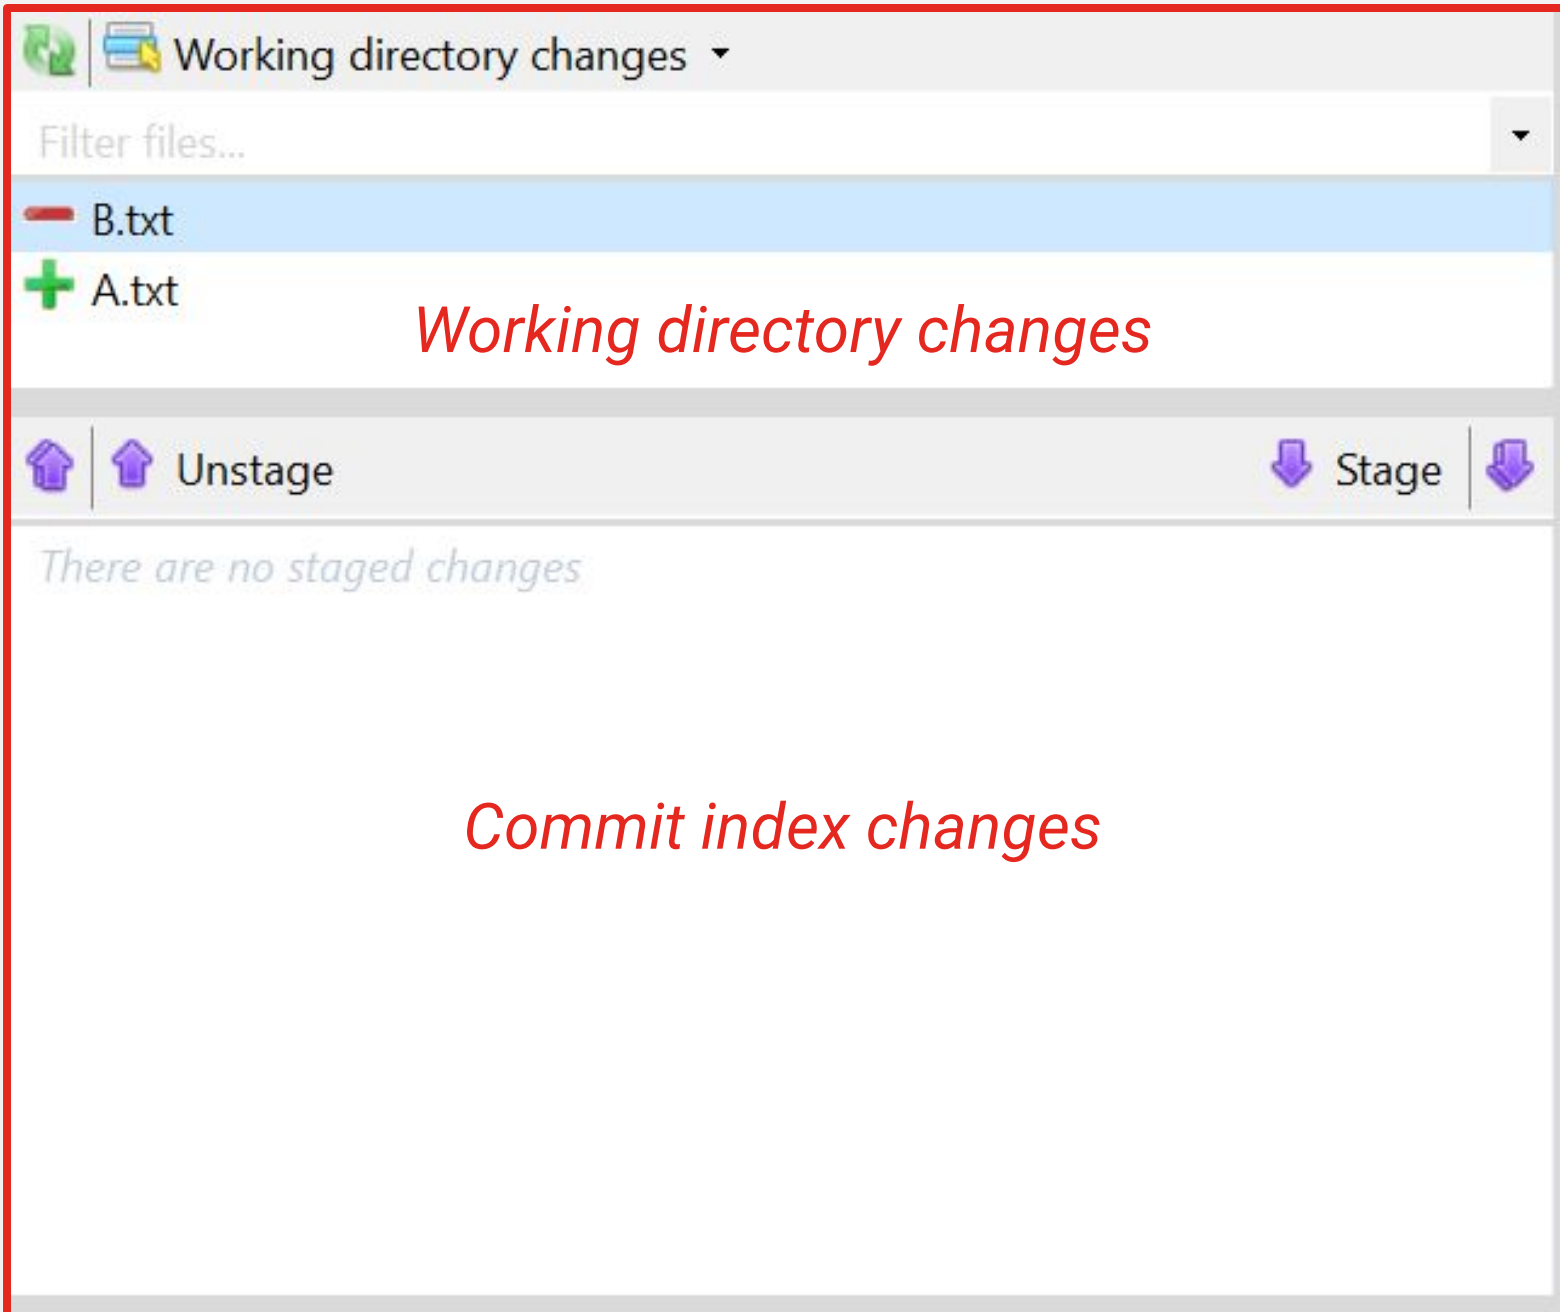 Working directory changes
Filter files...
B.txt
A.txt
Working directory changes
Unstage
Stage
There are no staged changes
Commit index changes